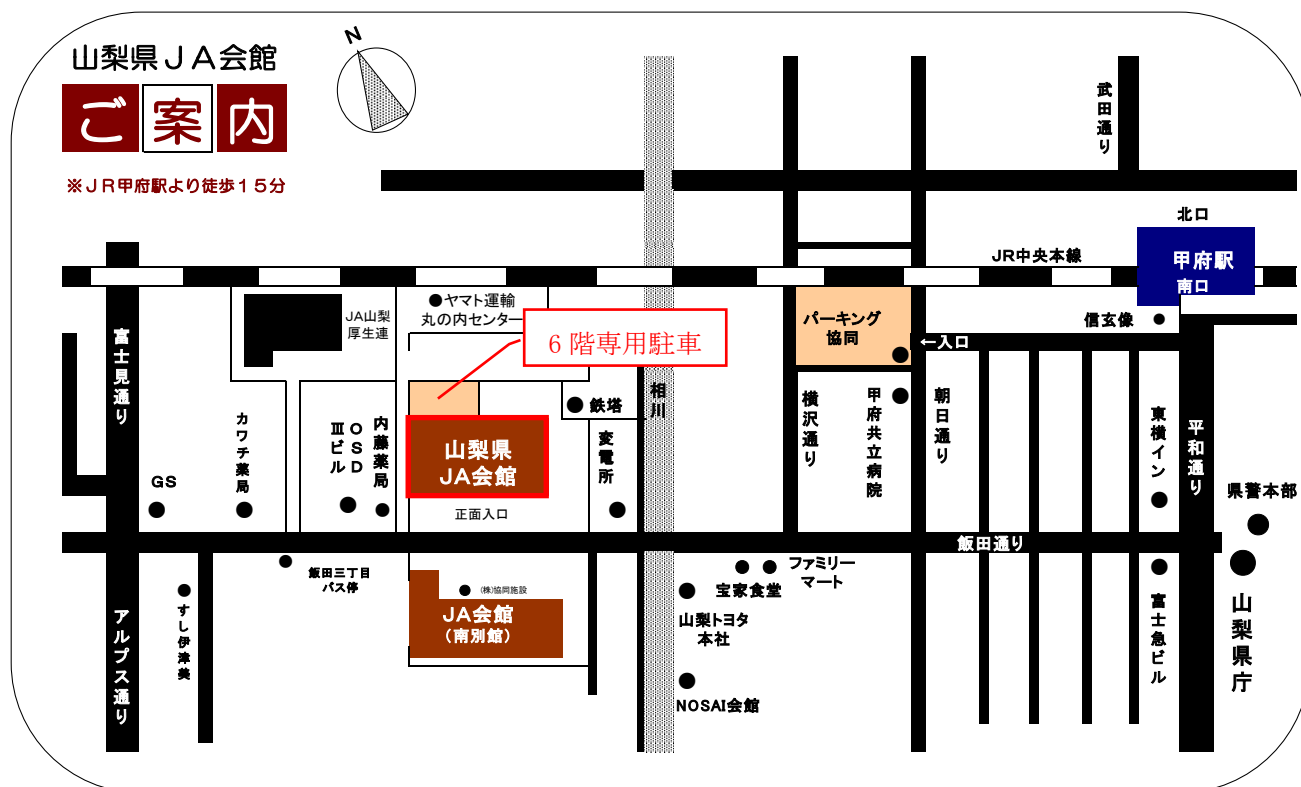 山梨県JA会館
ご案内
※JR甲府駅より徒歩15分
N
武田通り
北口
甲府駅
南口
JR中央本線
信玄像
●ヤマト運輸
丸の内センター
JA山梨
厚生連
6階専用駐車
パーキング
協同
←入口
富士見通り
相川
横沢通り
甲府共立病院
朝日通り
東横イン
平和通り
県警本部
カワチ薬局
OSD
Ⅲビル
内藤薬局
山梨県
JA会館
鉄塔
変電所
GS
正面入口
飯田通り
飯田三丁目
バス停
(株)協同施設
JA会館
(南別館)
宝家食堂
ファミリー
マート
山梨トヨタ
本社
NOSAI会館
すし伊津美
アルプス通り
富士急ビル
山梨県庁